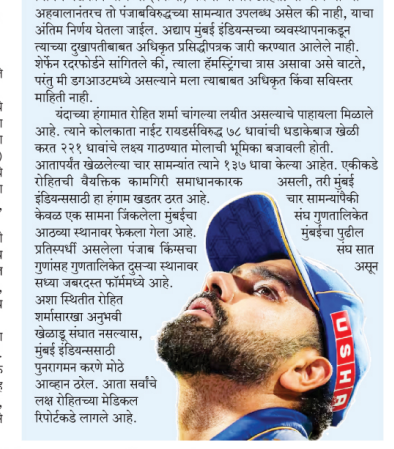 अहवालानंतरच तो पंजाबविरुद्धच्या सामन्यात उपलब्ध असेल की नाही, याचा
अंतिम निर्णय घेतला जाईल. अद्याप मुंबई इंडियन्सच्या व्यवस्थापनाकडून
त्याच्या दुखापतीबाबत अधिकृत प्रसिद्धीपत्रक जारी करण्यात आलेले नाही.
शेर्फेन रदरफोर्डने सांगितले की, त्याला हॅमस्ट्रिंगचा त्रास असावा असे वाटते,
परंतु मी डगआउटमध्ये असल्याने मला त्याबाबत अधिकृत किंवा सविस्तर
माहिती नाही.
यंदाच्या हंगामात रोहित शर्मा चांगल्या लयीत असल्याचे पाहायला मिळाले
आहे. त्याने कोलकाता नाईट रायडर्सविरुद्ध ७८ धावांची धडाकेबाज खेळी
करत २२१ धावांचे लक्ष्य गाठण्यात मोलाची भूमिका बजावली होती.
आतापर्यंत खेळलेल्या चार सामन्यांत त्याने १३७ धावा केल्या आहेत. एकीकडे
रोहितची वैयक्तिक कामगिरी समाधानकारक असली, तरी मुंबई
इंडियन्ससाठी हा हंगाम खडतर ठरत आहे. चार सामन्यांपैकी
केवळ एक सामना जिंकलेला मुंबईचा संघ गुणतालिकेत
आठव्या स्थानावर फेकला गेला आहे. मुंबईचा पुढील
प्रतिस्पर्धी असलेला पंजाब किंग्सचा संघ सात
गुणांसह गुणतालिकेत दुसऱ्या स्थानावर असून
सध्या जबरदस्त फॉर्ममध्ये आहे.
अशा स्थितीत रोहित
शर्मासारखा अनुभवी
खेळाडू संघात नसल्यास,
मुंबई इंडियन्ससाठी
पुनरागमन करणे मोठे
आव्हान ठरेल. आता सर्वांचे
लक्ष रोहितच्या मेडिकल
रिपोर्टकडे लागले आहे.
USHA